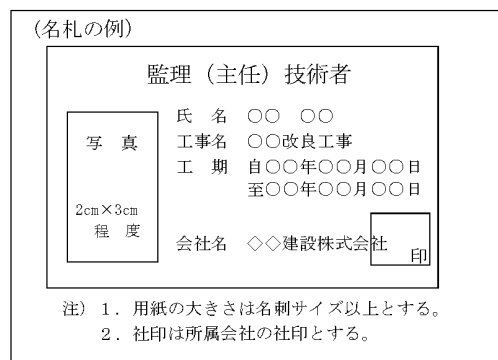 (名札の例)
監理（主任）技術者
写 真
2cm×3cm
程 度
氏 名 〇〇 〇〇
工事名 〇〇改良工事
工 期 自〇〇年〇〇月〇〇日
至〇〇年〇〇月〇〇日
会社名 ◇◇建設株式会社
印
注）１．用紙の大きさは名刺サイズ以上とする。
２．社印は所属会社の社印とする。